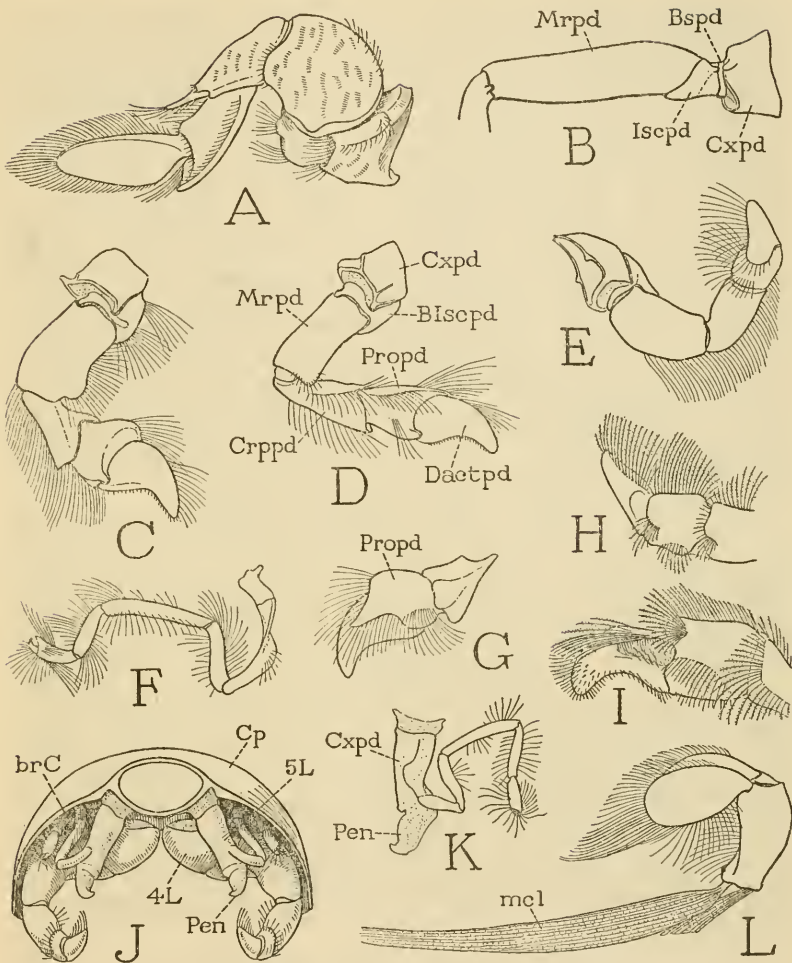 Mrpd
Bspd
Iscpd
Cxpd
A
B
Cxpd
Mrpd
BIscpd
Propd
Crppd
Dactpd
C
D
E
Propd
H
F
G
I
Cp
brC
5L
4L
Pen
J
Cxpd
Pen
K
mcl
L